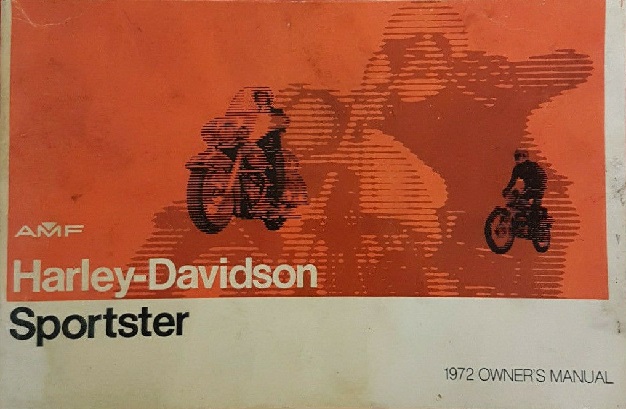 AMF
Harley-Davidson
Sportster
1972 OWNER'S MANUAL